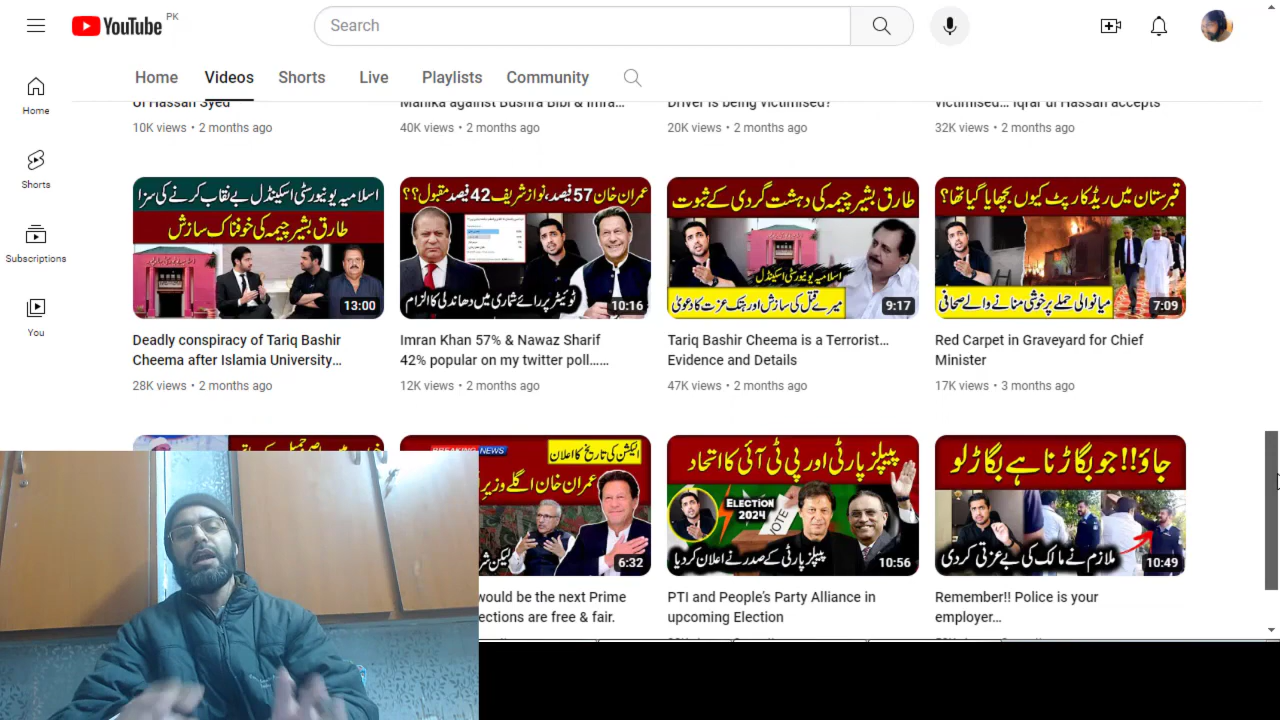 YouTube PK
Search
Home
Videos
Shorts
Live
Playlists
Community
Home
Shorts
Subscriptions
You
Ul Hassan Syed
Manika against Bushra Bibi & Imra...
Driver is being victimised?
victimised... Iqrar ul Hassan accepts
10K views • 2 months ago
40K views • 2 months ago
20K views • 2 months ago
32K views • 2 months ago
اسلامیہ یونیورسٹی اسکینڈل بے نقاب کرنے کی سزا
طارق بشیر چیمہ کی خوفناک سازش
13:00
عمران خان 57 فیصد، نواز شریف 42 فیصد مقبول؟؟
ٹوئیٹر پر رائے شماری میں دھاندلی کا الزام
10:16
طارق بشیر چیمہ کی دہشت گردی کے ثبوت
اسلامیہ یونیورسٹی اسکینڈل
میرے قتل کی سازش اور ہتک عزت کا دعویٰ
9:17
قبرستان میں ریڈ کارپٹ کیوں بچھایا گیا تھا؟
میانوالی حملے پر خوشی منانے والے صحافی
7:09
Deadly conspiracy of Tariq Bashir
Cheema after Islamia University...
28K views • 2 months ago
Imran Khan 57% & Nawaz Sharif
42% popular on my twitter poll......
12K views • 2 months ago
Tariq Bashir Cheema is a Terrorist...
Evidence and Details
47K views • 2 months ago
Red Carpet in Graveyard for Chief
Minister
17K views • 3 months ago
BREAKING NEWS
الیکشن کی تاریخ کا اعلان
عمران خان اگلے وزیر
6:32
پیپلز پارٹی اور پی ٹی آئی کا اتحاد
ELECTION
2024
VOTE
پیپلز پارٹی کے صدر نے اعلان کر دیا
10:56
جاؤ!! جو بگاڑنا ہے بگاڑ لو
ملازم نے مالک کی بے عزتی کر دی
10:49
would be the next Prime
ections are free & fair.
PTI and People's Party Alliance in
upcoming Election
Remember!! Police is your
employer...